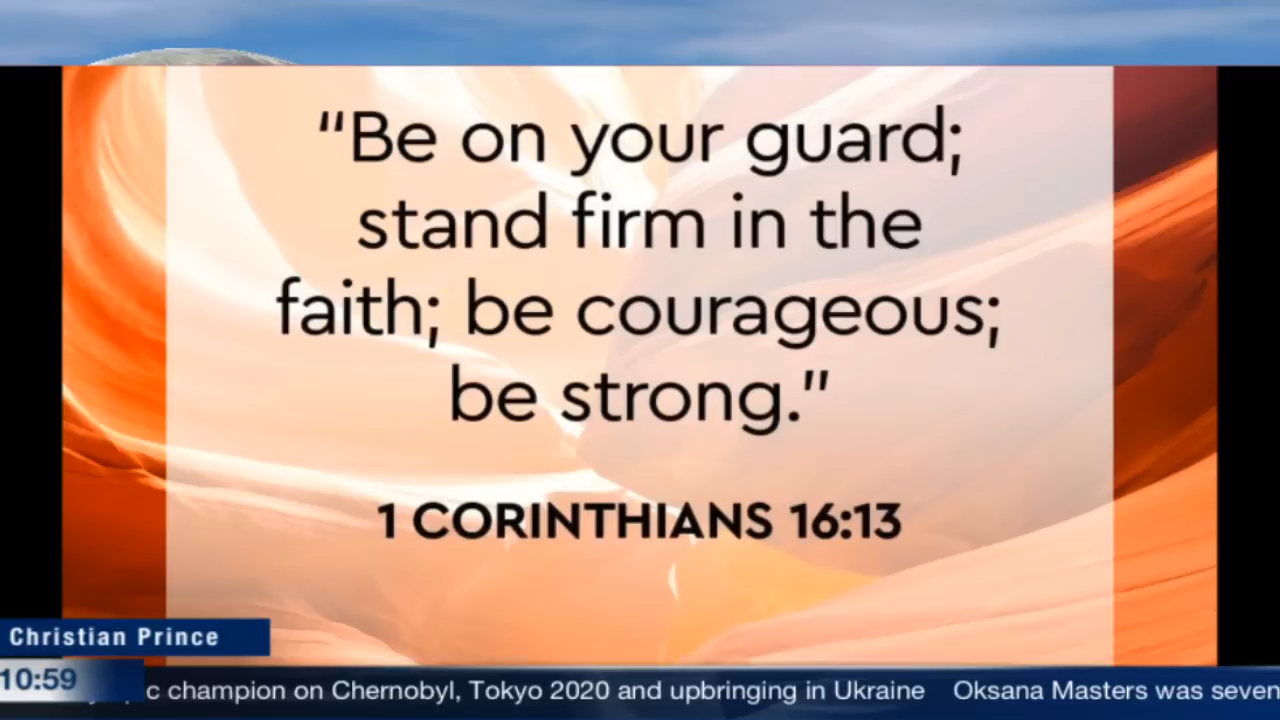 “Be on your guard;
stand firm in the
faith; be courageous;
be strong.”
1 CORINTHIANS 16:13
Christian Prince
10:59
c champion on Chernobyl, Tokyo 2020 and upbringing in Ukraine Oksana Masters was seven